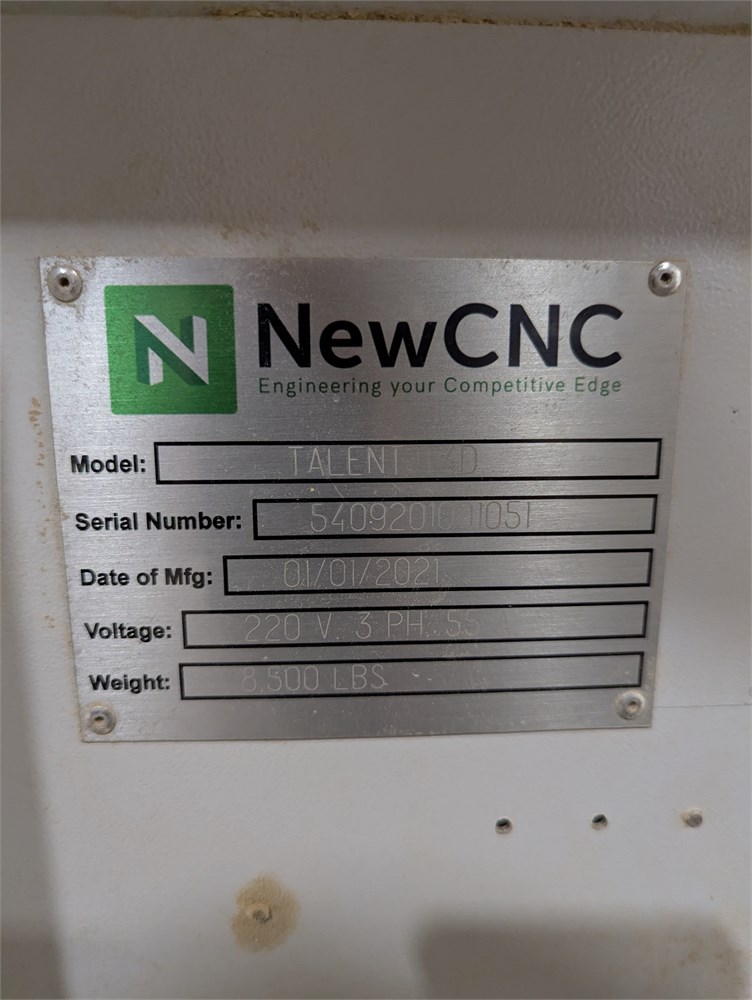 N NewCNC
Engineering your Competitive Edge
Model: TALENT
Serial Number:
Date of Mfg: 01/01/2021
Voltage: 220 V. 3 PH.
Weight: 8,500 LBS